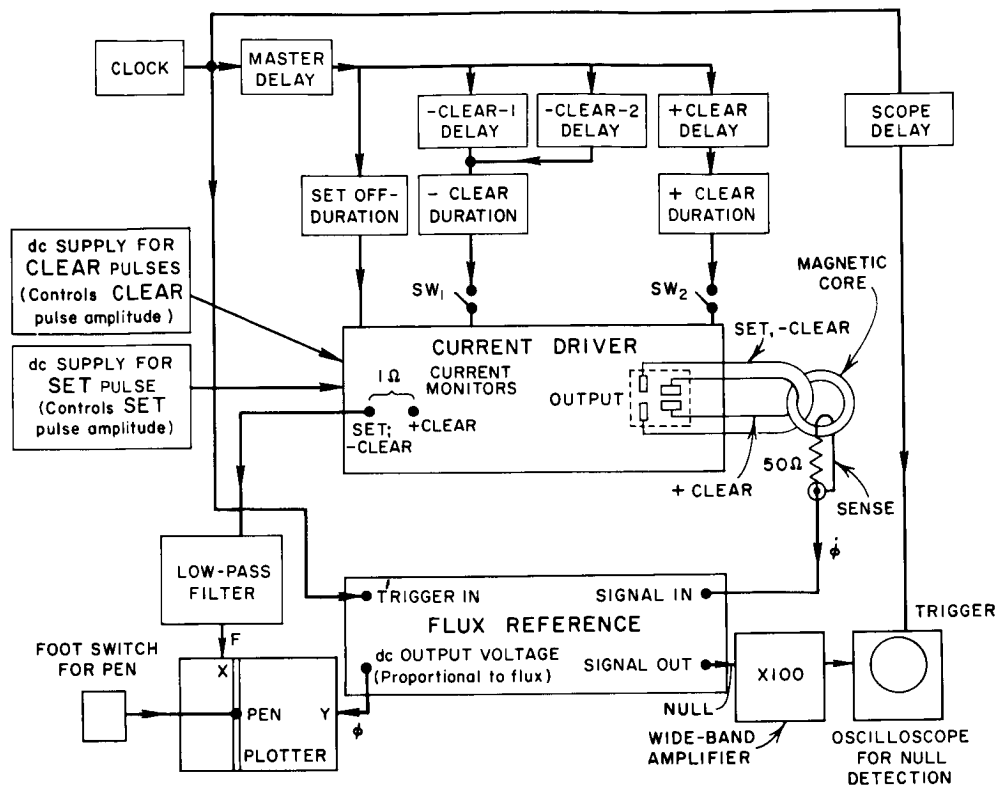 CLOCK
MASTER
DELAY
-CLEAR-1
DELAY
-CLEAR-2
DELAY
+CLEAR
DELAY
SCOPE
DELAY
SET OFF-
DURATION
- CLEAR
DURATION
+ CLEAR
DURATION
dc SUPPLY FOR
CLEAR PULSES
(Controls CLEAR
pulse amplitude)
SW1
SW2
MAGNETIC
CORE
dc SUPPLY FOR
SET PULSE
(Controls SET
pulse amplitude)
CURRENT DRIVER
1Ω
CURRENT
MONITORS
SET;
-CLEAR
+CLEAR
OUTPUT
SET, -CLEAR
50Ω
+ CLEAR
SENSE
φ̇
LOW-PASS
FILTER
F
TRIGGER IN
SIGNAL IN
FLUX REFERENCE
dc OUTPUT VOLTAGE
(Proportional to flux)
SIGNAL OUT
TRIGGER
FOOT SWITCH
FOR PEN
X
PEN
Y
PLOTTER
φ
NULL
X100
WIDE-BAND
AMPLIFIER
OSCILLOSCOPE
FOR NULL
DETECTION